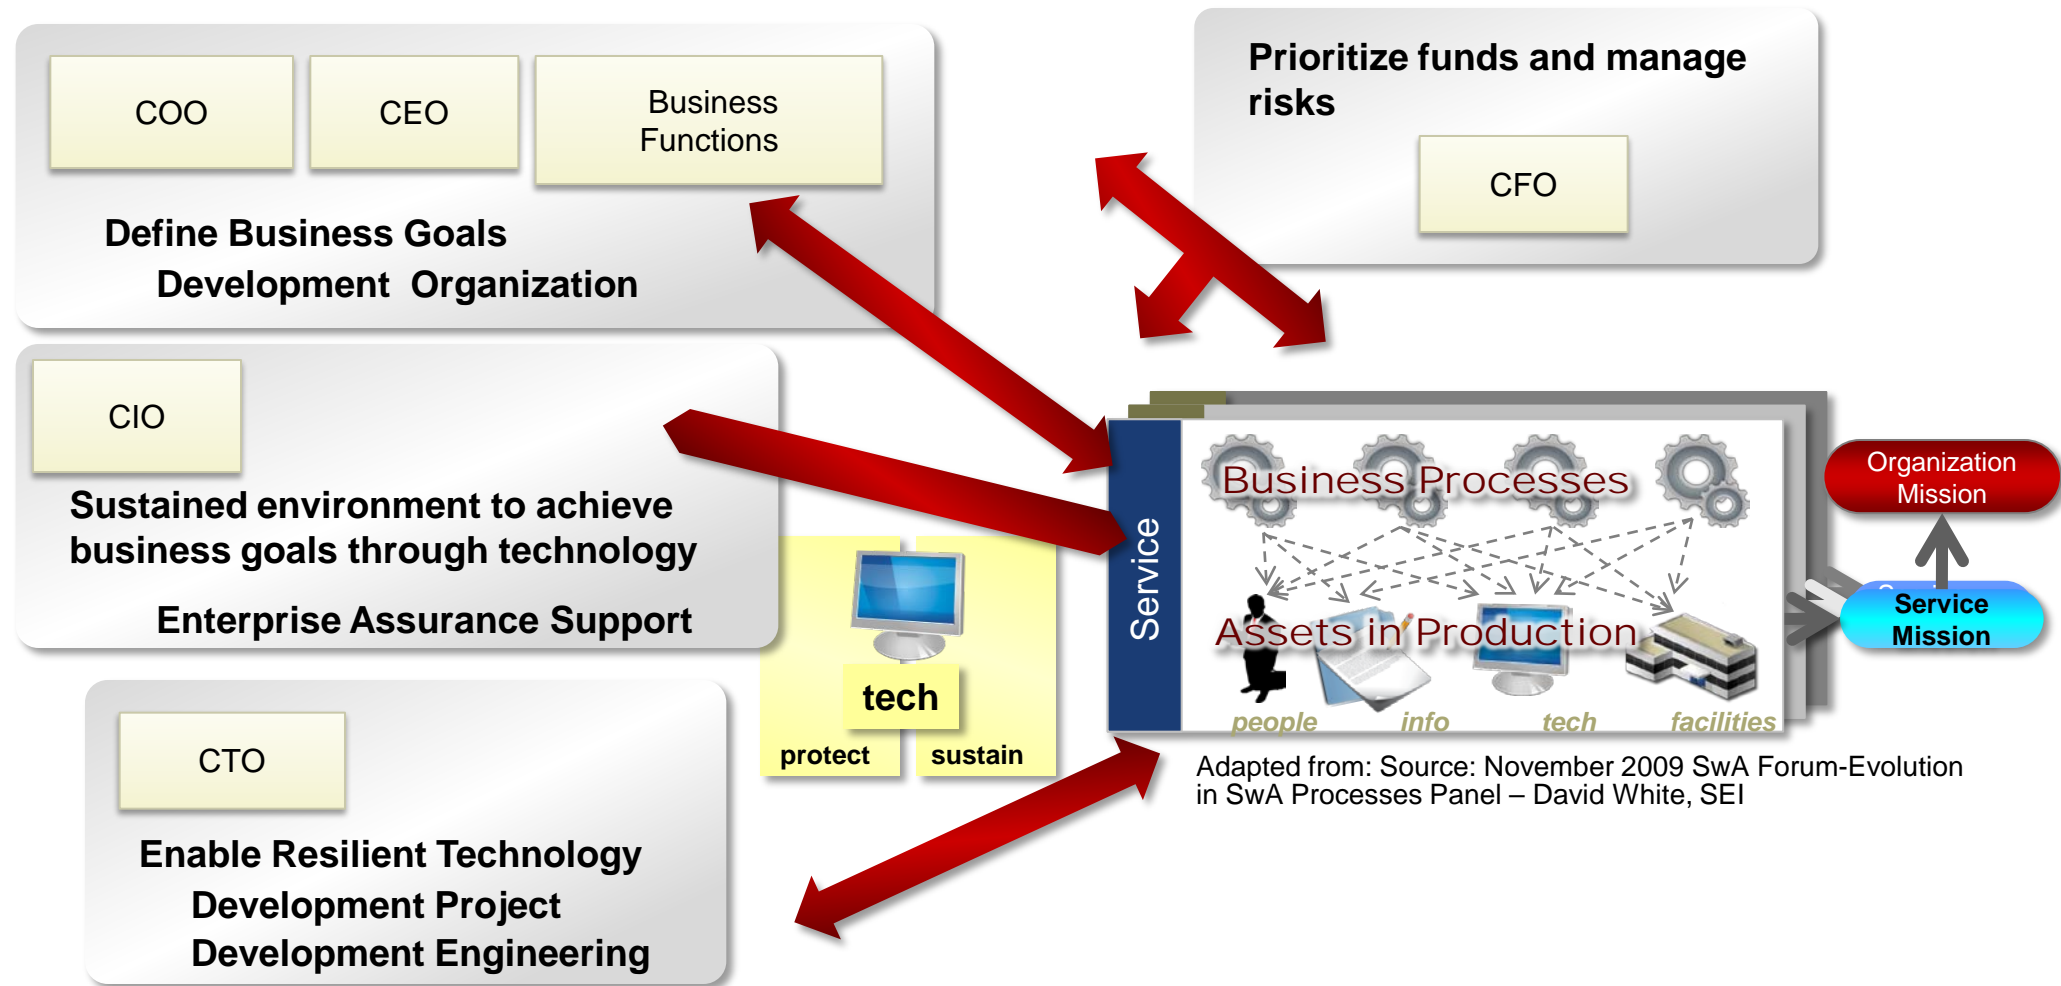 COO
CEO
Business
Functions
Define Business Goals
Development Organization
Prioritize funds and manage
risks
CFO
CIO
Sustained environment to achieve
business goals through technology
Enterprise Assurance Support
tech
protect
sustain
CTO
Enable Resilient Technology
Development Project
Development Engineering
Service
Business Processes
Assets in Production
people
info
tech
facilities
Organization
Mission
Service
Mission
Adapted from: Source: November 2009 SwA Forum-Evolution
in SwA Processes Panel – David White, SEI